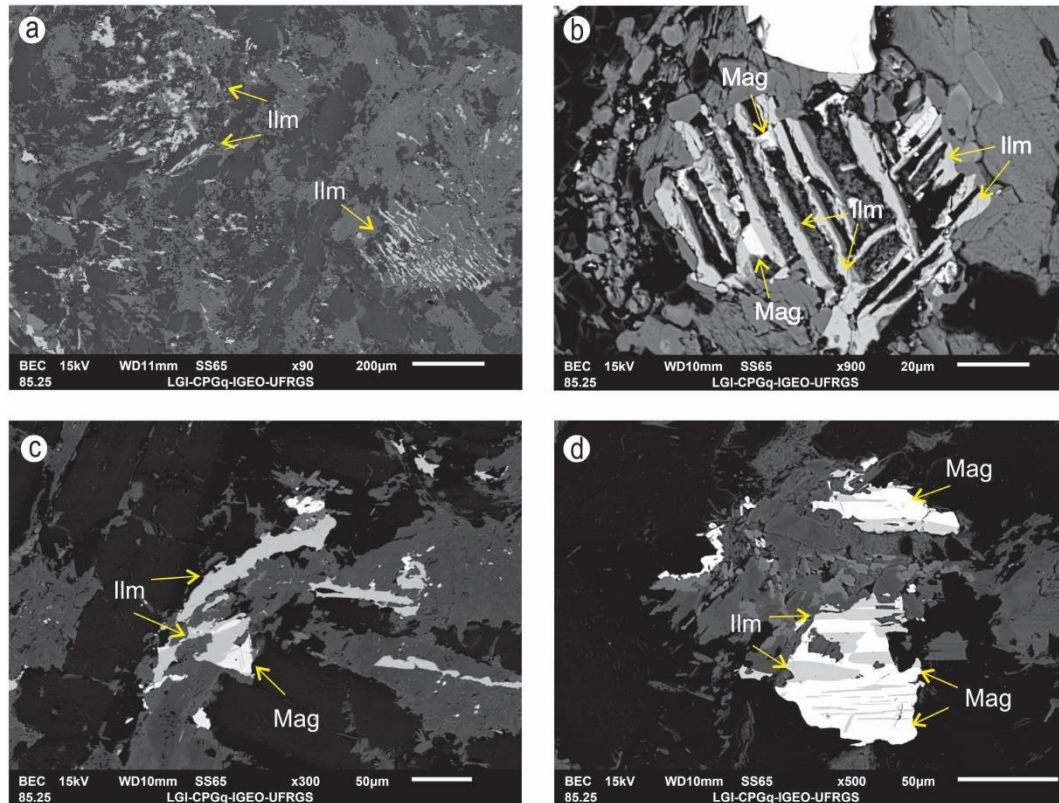 a
Ilm
Ilm
BEC 15kV WD11mm SS65 x90 200µm
85.25 LGI-CPGq-IGEO-UFRGS
b
Mag
Ilm
Ilm
Mag
BEC 15kV WD10mm SS65 x900 20µm
85.25 LGI-CPGq-IGEO-UFRGS
c
Ilm
Mag
BEC 15kV WD10mm SS65 x300 50µm
85.25 LGI-CPGq-IGEO-UFRGS
d
Mag
Ilm
Mag
BEC 15kV WD10mm SS65 x500 50µm
85.25 LGI-CPGq-IGEO-UFRGS